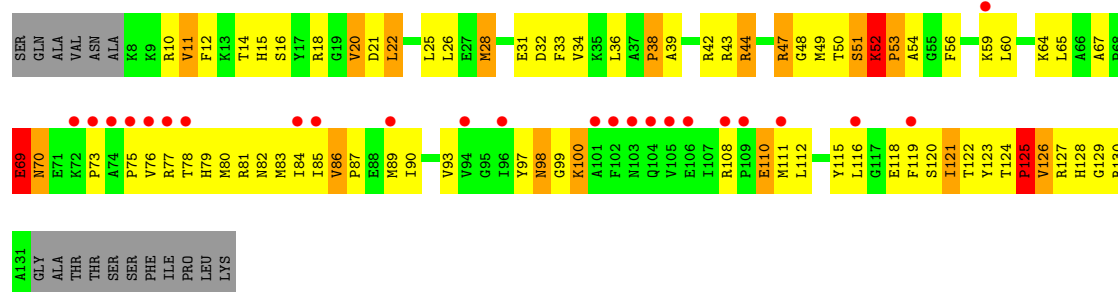 SER GLN ALA VAL ASN ALA K8 K9 R10 V11 F12 K13 T14 H15 S16 Y17 R18 G19 V20 D21 L22 L25 L26 E27 M28 E31 D32 F33 V34 K35 L36 A37 P38 A39 R42 R43 R44 R47 G48 M49 T50 S51 K52 P53 A54 G55 F56 K59 L60 K64 L65 A66 A67 P68
E69 N70 E71 K72 P73 A74 P75 V76 R77 T78 H79 M80 R81 N82 M83 I84 I85 V86 P87 E88 M89 I90 V93 V94 G95 I96 Y97 N98 G99 K100 A101 F102 N103 Q104 V105 E106 I107 R108 P109 E110 M111 L112 Y115 L116 G117 E118 F119 S120 I121 T122 Y123 T124 P125 V126 R127 H128 G129 R130
A131 GLY ALA THR THR SER SER PHE ILE PRO LEU LYS